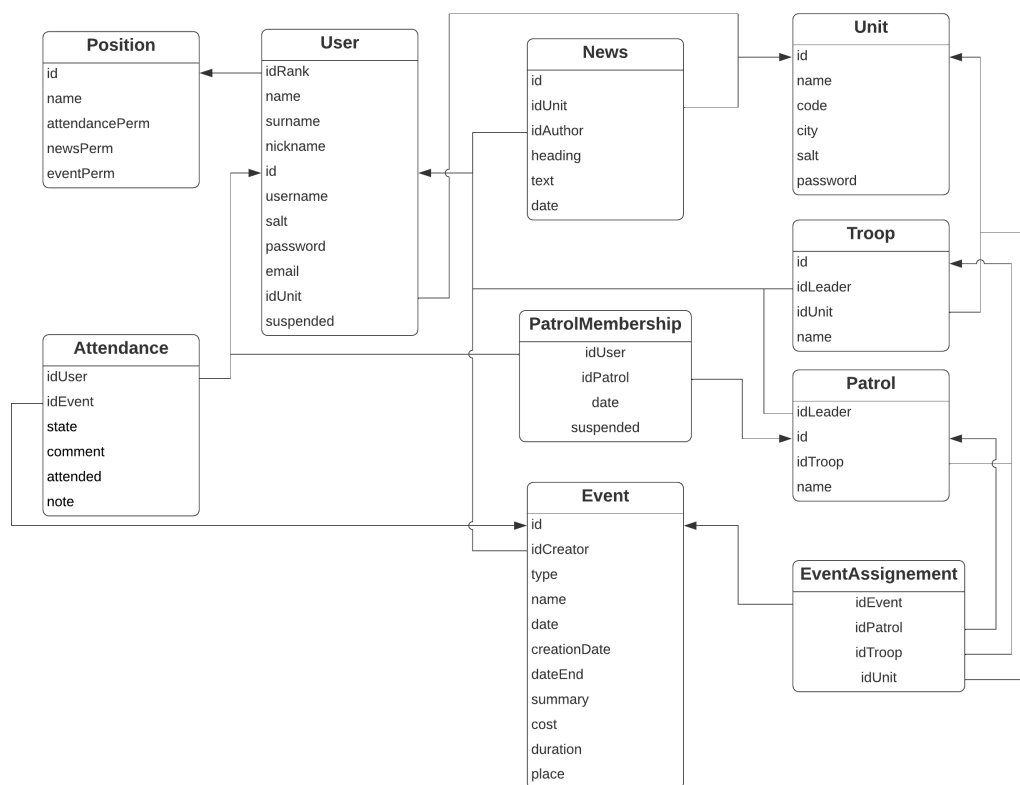 Position
id
name
attendancePerm
newsPerm
eventPerm
User
idRank
name
surname
nickname
id
username
salt
password
email
idUnit
suspended
News
id
idUnit
idAuthor
heading
text
date
Unit
id
name
code
city
salt
password
Troop
id
idLeader
idUnit
name
Attendance
idUser
idEvent
state
comment
attended
note
PatrolMembership
idUser
idPatrol
date
suspended
Patrol
idLeader
id
idTroop
name
Event
id
idCreator
type
name
date
creationDate
dateEnd
summary
cost
duration
place
EventAssignement
idEvent
idPatrol
idTroop
idUnit